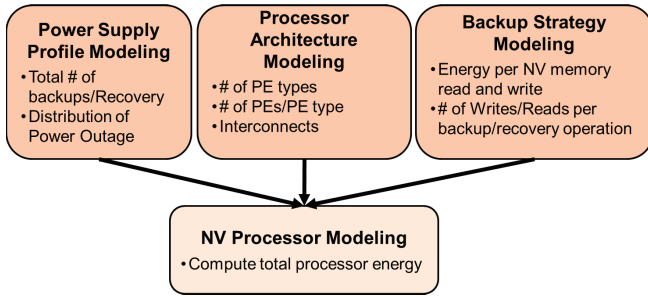 Power Supply
Profile Modeling
•Total # of
backups/Recovery
•Distribution of
Power Outage
Processor
Architecture
Modeling
•# of PE types
•# of PEs/PE type
•Interconnects
Backup Strategy
Modeling
•Energy per NV memory
read and write
•# of Writes/Reads per
backup/recovery operation
NV Processor Modeling
•Compute total processor energy